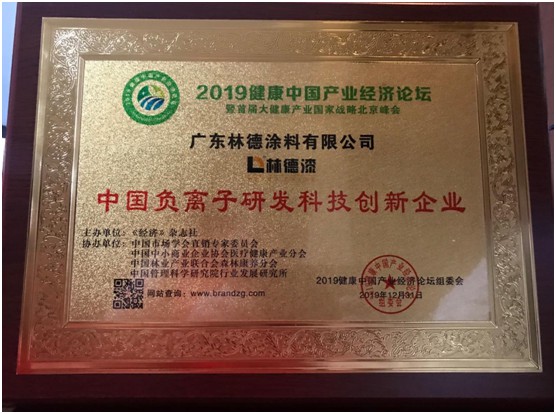 2019健康中国产业经济论坛
暨首届大健康产业国家战略北京峰会
广东林德涂料有限公司
林德漆
中国负离子研发科技创新企业
主办单位：《经济》杂志社
协办单位：中国市场学会直销专家委员会
中国中小商业企业协会医疗健康产业分会
中国林业产业联合会森林康养分会
中国管理科学研究院行业发展研究所
网站查询：www.brandzg.com
2019健康中国产业经济论坛组委会
2019年12月31日